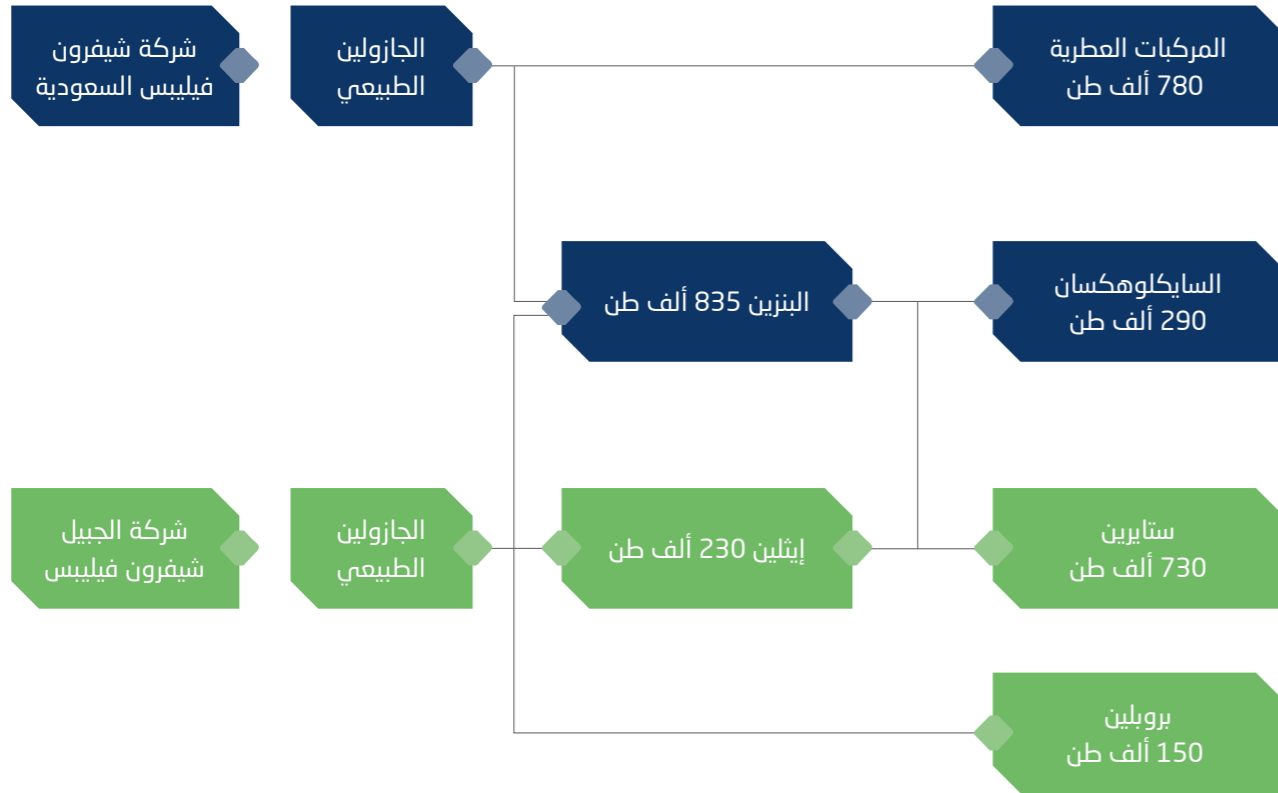 شركة شيفرون
فيليبس السعودية
الجازولين
الطبيعي
المركبات العطرية
780 ألف طن
البنزين 835 ألف طن
السايكلوهكسان
290 ألف طن
شركة الجبيل
شيفرون فيليبس
الجازولين
الطبيعي
إيثلين 230 ألف طن
ستايرين
730 ألف طن
بروبلين
150 ألف طن